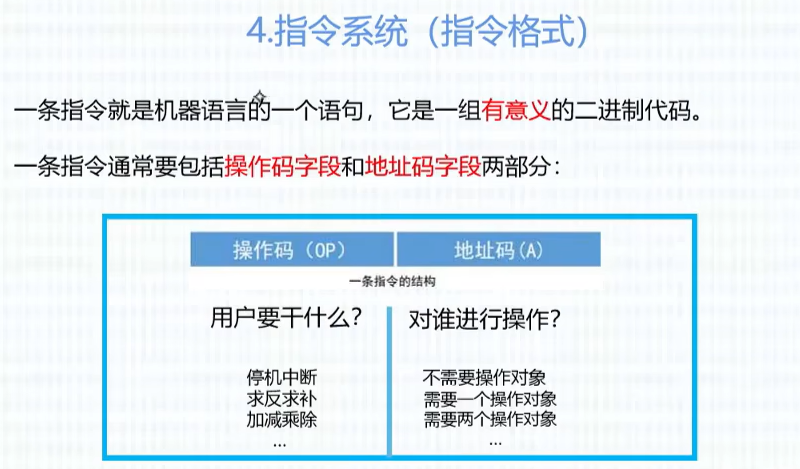 4.指令系统（指令格式）
一条指令就是机器语言的一个语句，它是一组有意义的二进制代码。
一条指令通常要包括操作码字段和地址码字段两部分：
操作码（OP） 地址码(A)
一条指令的结构
用户要干什么？ 对谁进行操作？
停机中断 不需要操作对象
求反求补 需要一个操作对象
加减乘除 需要两个操作对象
... ...